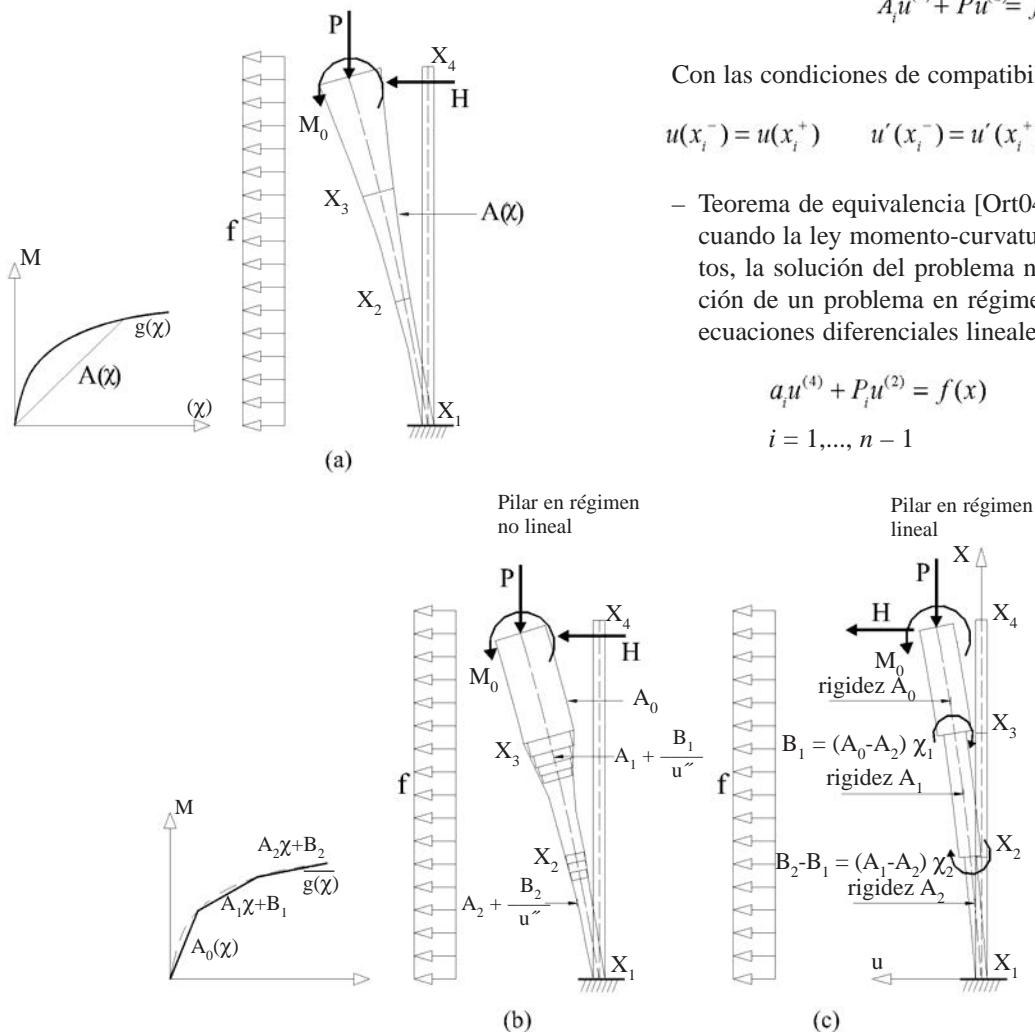 A_i u^( ) + Pu^( ) = f
Con las condiciones de compatibi
u(x_i^-) = u(x_i^+) u´(x_i^-) = u´(x_i^+
– Teorema de equivalencia [Ort04
cuando la ley momento-curvatu
tos, la solución del problema n
ción de un problema en régime
ecuaciones diferenciales lineale
a_i u^(4) + P_i u^(2) = f(x)
i = 1,..., n – 1
P
X_4
H
M_0
X_3
A(χ)
f
X_2
X_1
M
g(χ)
A(χ)
(χ)
(a)
Pilar en régimen
no lineal
P
X_4
H
M_0
A_0
X_3
A_1 + B_1/u˝
f
X_2
A_2 + B_2/u˝
X_1
M
A_2χ+B_2
g(χ)
A_1χ+B_1
A_0(χ)
(b)
Pilar en régimen
lineal
X
P
H
X_4
M_0
rigidez A_0
X_3
B_1 = (A_0-A_2) χ_1
rigidez A_1
f
X_2
B_2-B_1 = (A_1-A_2) χ_2
rigidez A_2
X_1
u
(c)